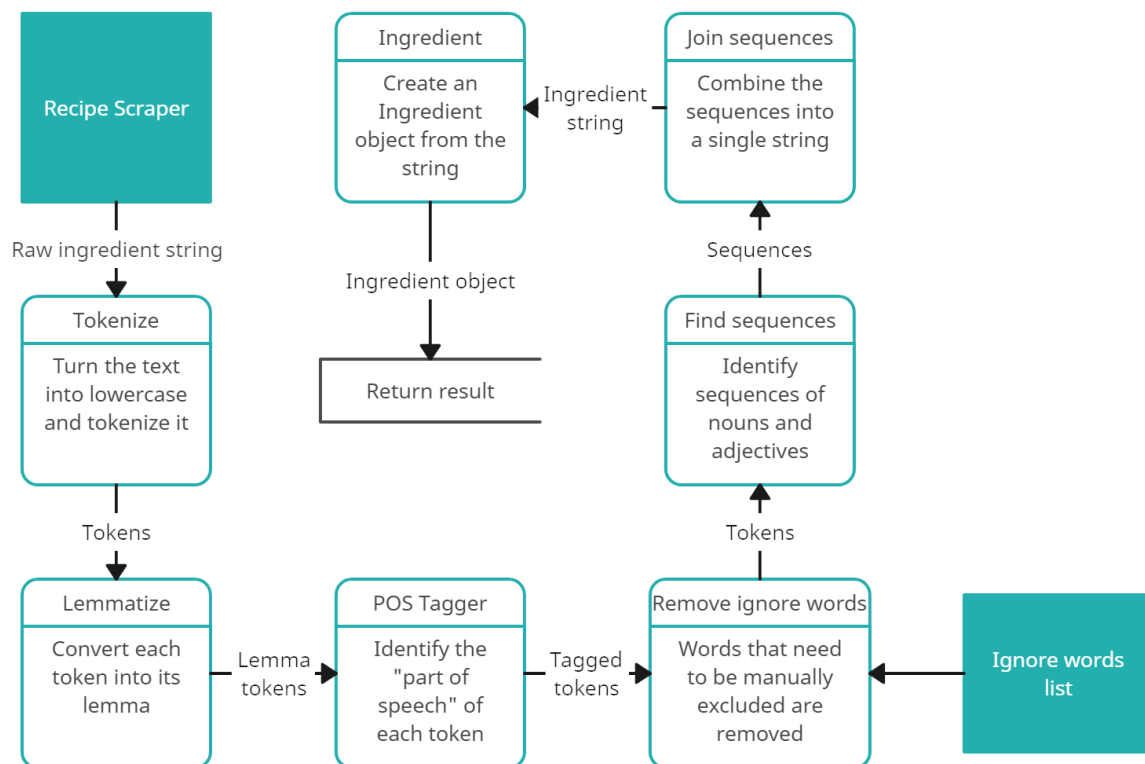 Recipe Scraper
Raw ingredient string
Tokenize
Turn the text
into lowercase
and tokenize it
Tokens
Lemmatize
Convert each
token into its
lemma
Lemma
tokens
POS Tagger
Identify the
"part of
speech" of
each token
Tagged
tokens
Remove ignore words
Words that need
to be manually
excluded are
removed
Ignore words
list
Tokens
Find sequences
Identify
sequences of
nouns and
adjectives
Sequences
Join sequences
Combine the
sequences into
a single string
Ingredient
string
Ingredient
Create an
Ingredient
object from the
string
Ingredient object
Return result